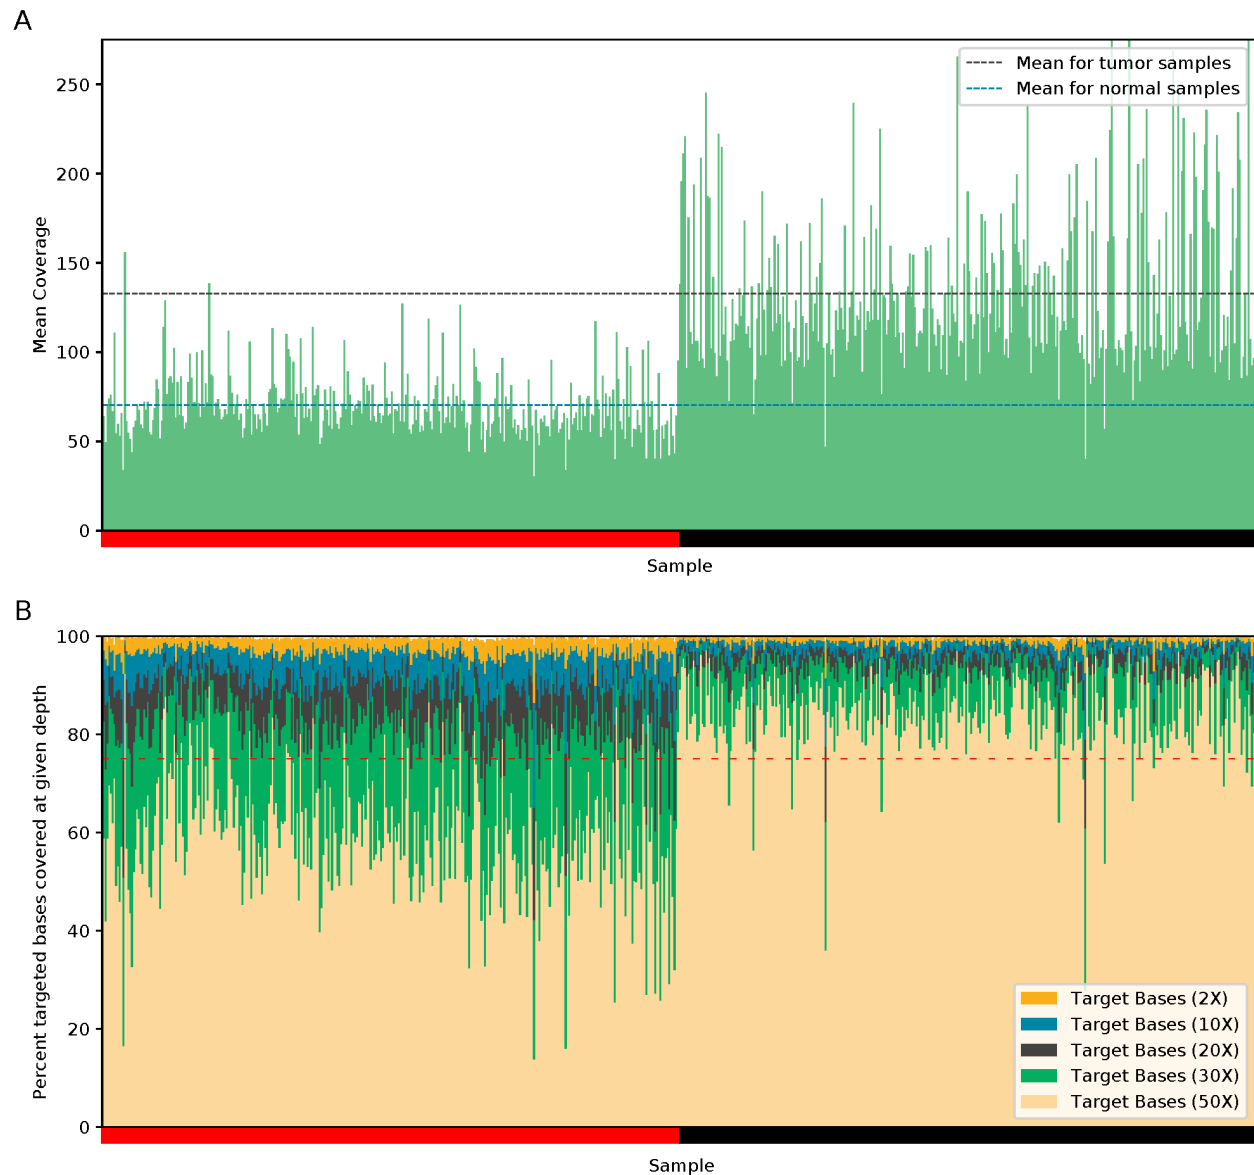 A
Mean Coverage
250
200
150
100
50
0
Mean for tumor samples
Mean for normal samples
Sample
B
Percent targeted bases covered at given depth
100
80
60
40
20
0
Target Bases (2X)
Target Bases (10X)
Target Bases (20X)
Target Bases (30X)
Target Bases (50X)
Sample